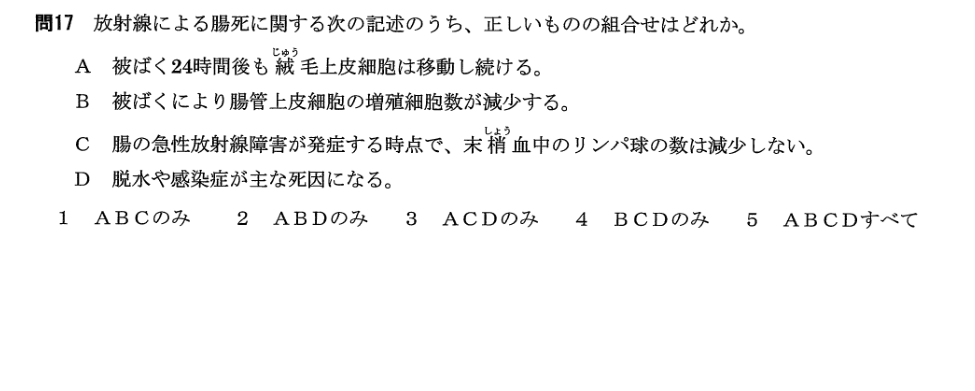 問17 放射線による腸死に関する次の記述のうち、正しいものの組合せはどれか。
A 被ばく24時間後も絨毛上皮細胞は移動し続ける。
じゅう
B 被ばくにより腸管上皮細胞の増殖細胞数が減少する。
C 腸の急性放射線障害が発症する時点で、末梢血中のリンパ球の数は減少しない。
しょう
D 脱水や感染症が主な死因になる。
1 ABCのみ 2 ABDのみ 3 ACDのみ 4 BCDのみ 5 ABCDすべて